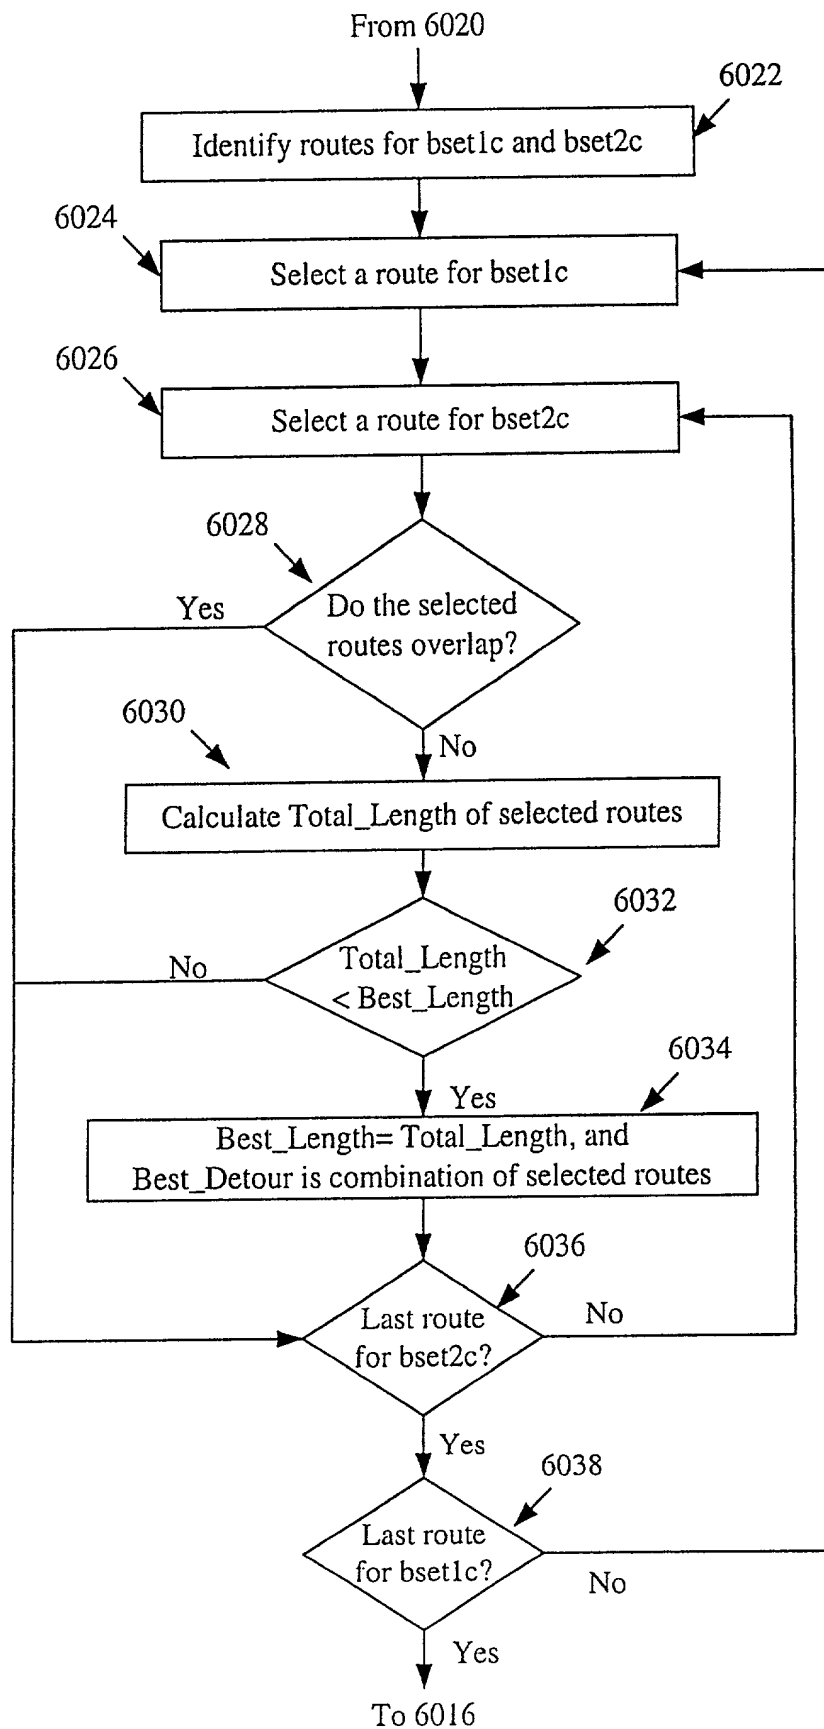 From 6020
6022
Identify routes for bset1c and bset2c
6024
Select a route for bset1c
6026
Select a route for bset2c
6028
Yes
Do the selected
routes overlap?
6030
No
Calculate Total_Length of selected routes
6032
No
Total_Length
< Best_Length
6034
Yes
Best_Length= Total_Length, and
Best_Detour is combination of selected routes
6036
Last route
for bset2c?
No
Yes
6038
Last route
for bset1c?
No
Yes
To 6016